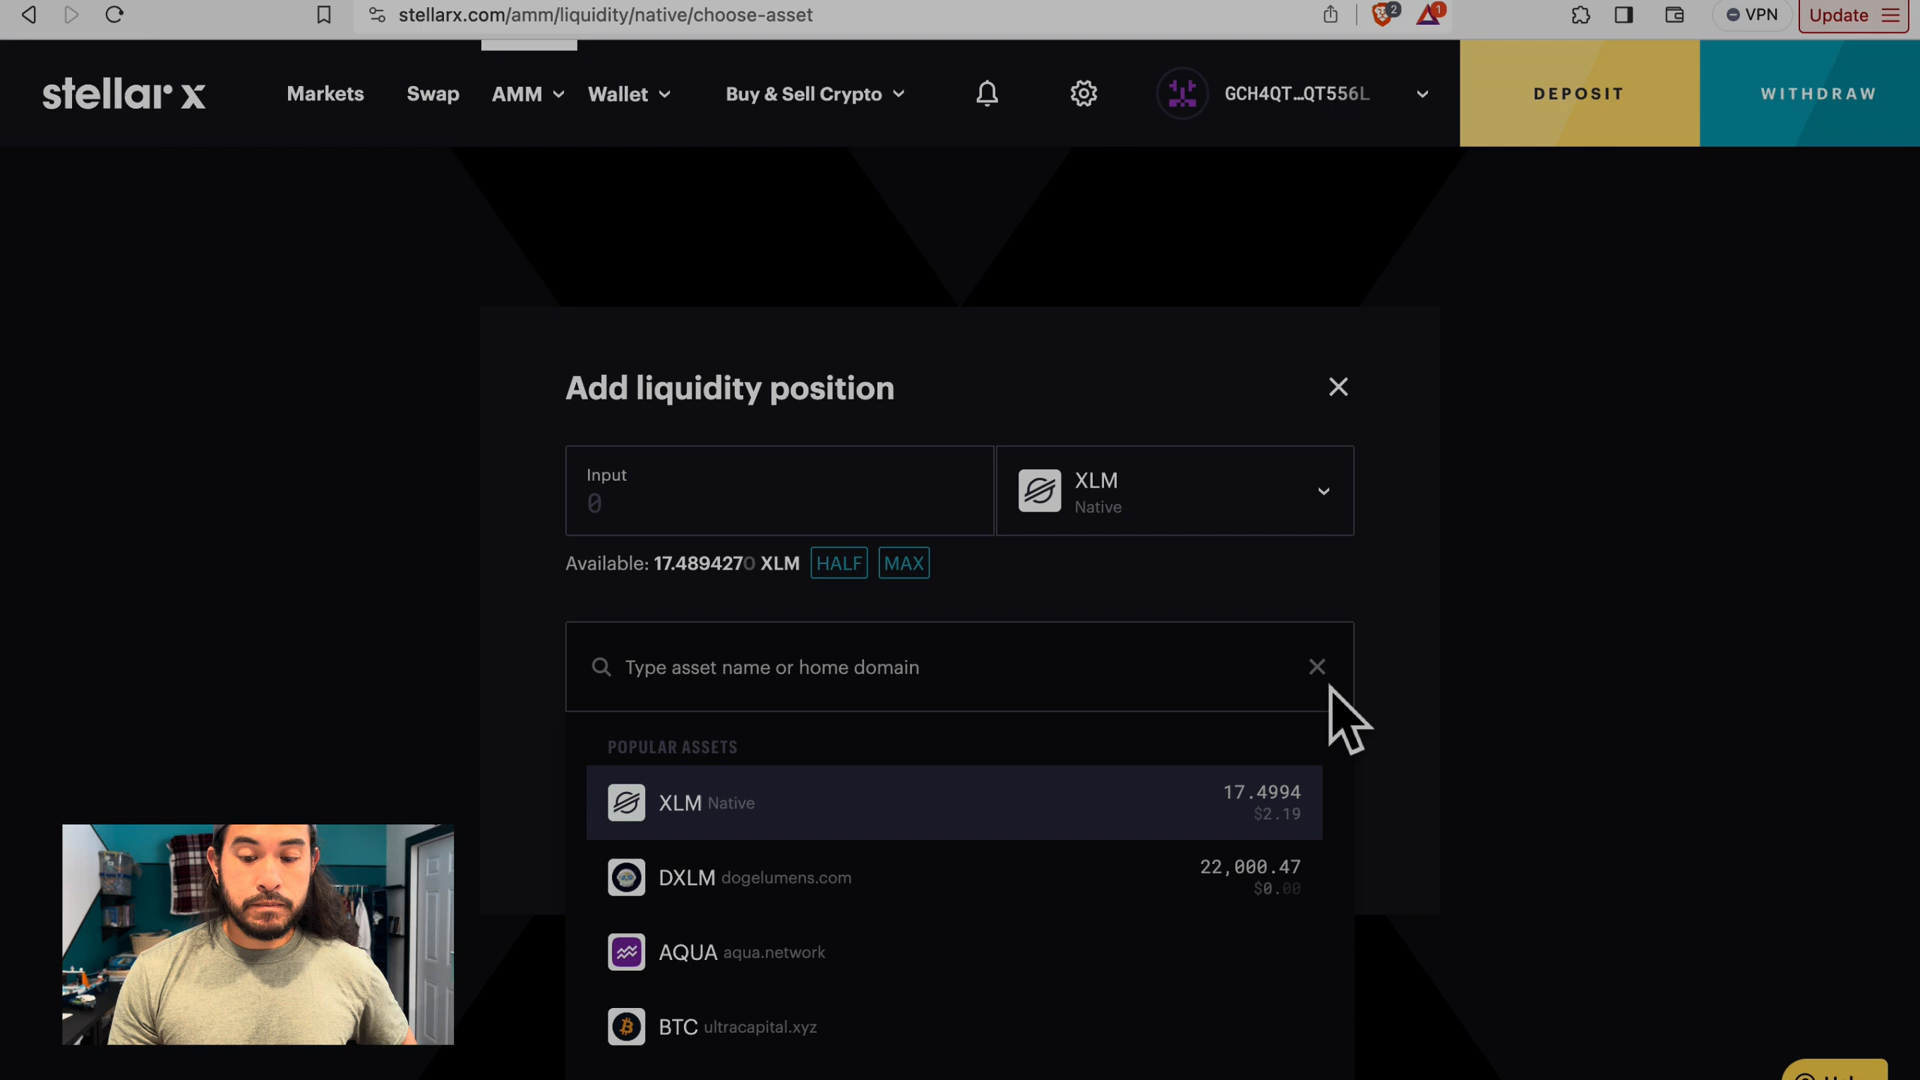 stellarx.com/amm/liquidity/native/choose-asset
2
1
VPN
Update
stellar x
Markets
Swap
AMM
Wallet
Buy & Sell Crypto
GCH4QT...QT556L
DEPOSIT
WITHDRAW
Add liquidity position
Input
0
XLM
Native
Available: 17.4894270 XLM
HALF
MAX
Type asset name or home domain
POPULAR ASSETS
XLM Native
17.4994
$2.19
DXLM dogelumens.com
22,000.47
$0.00
AQUA aqua.network
BTC ultracapital.xyz